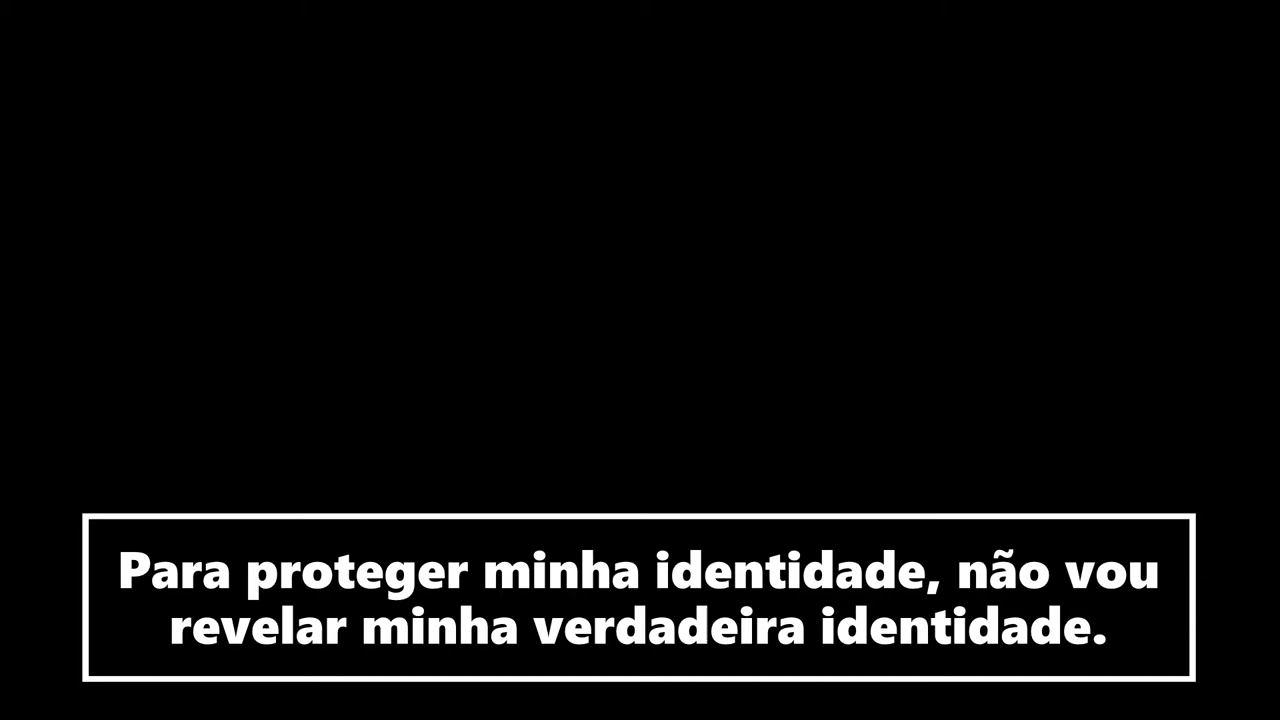 Para proteger minha identidade, não vou
revelar minha verdadeira identidade.